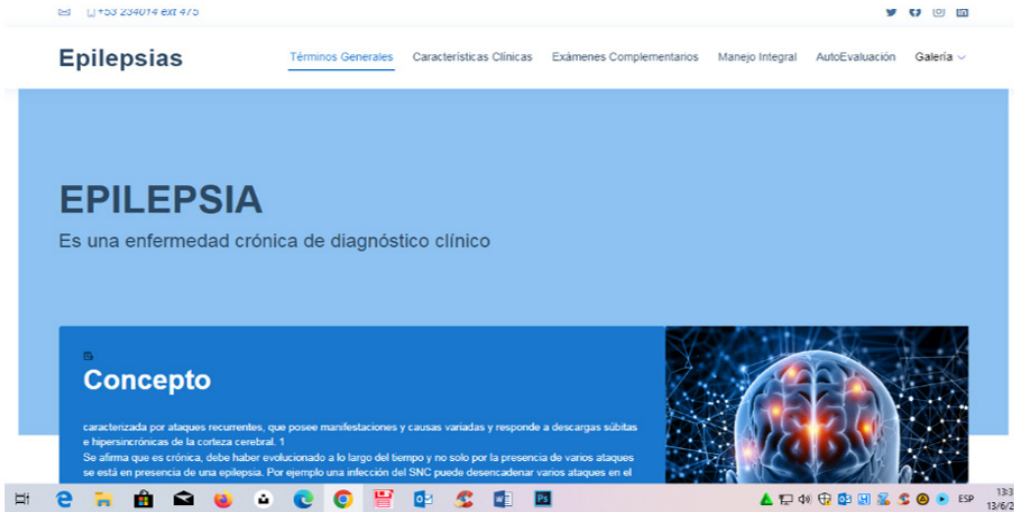 +53 234014 ext 475
Epilepsias
Términos Generales Características Clínicas Exámenes Complementarios Manejo Integral AutoEvaluación Galería
EPILEPSIA
Es una enfermedad crónica de diagnóstico clínico
Concepto
caracterizada por ataques recurrentes, que posee manifestaciones y causas variadas y responde a descargas súbitas
e hipersincrónicas de la corteza cerebral. 1
Se afirma que es crónica, debe haber evolucionado a lo largo del tiempo y no solo por la presencia de varios ataques
se está en presencia de una epilepsia. Por ejemplo una infección del SNC puede desencadenar varios ataques en el
ESP
13:3
13/6/2